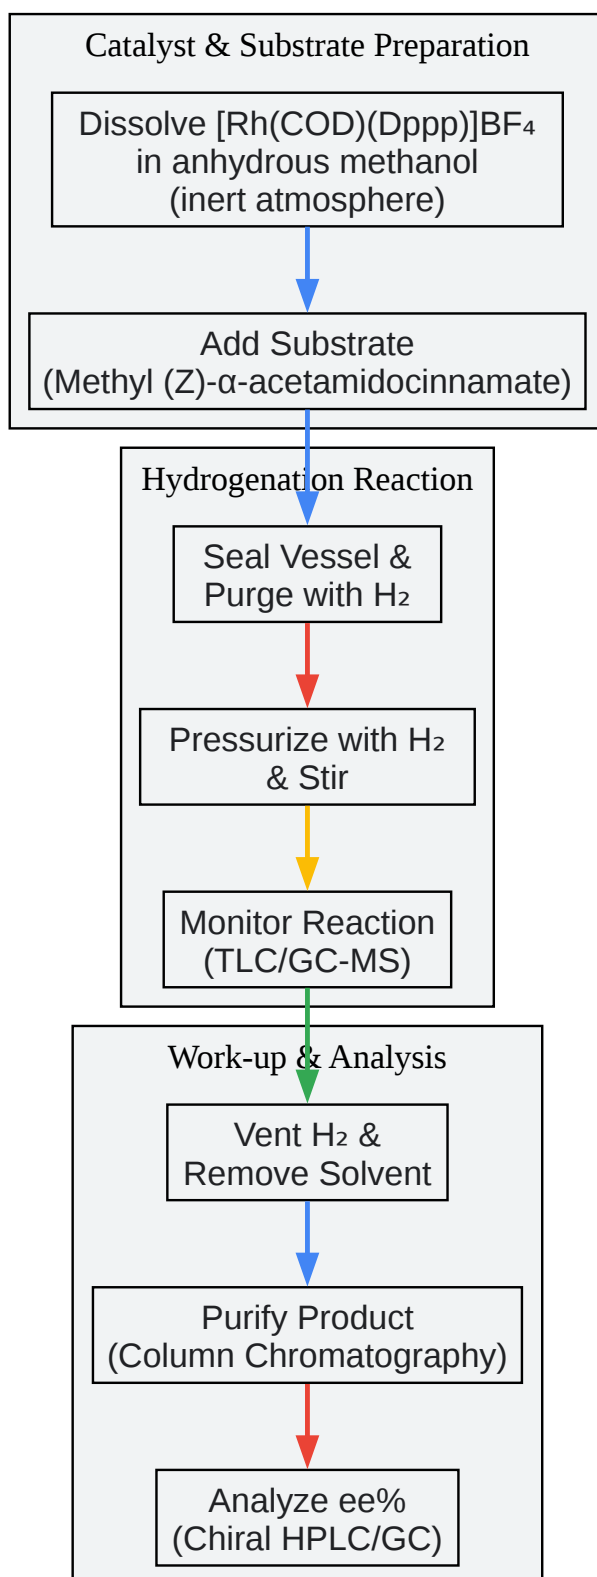 Catalyst & Substrate Preparation
Dissolve [Rh(COD)(Dppp)]BF₄
in anhydrous methanol
(inert atmosphere)
Add Substrate
(Methyl (Z)-α-acetamidocinnamate)
Hydrogenation Reaction
Seal Vessel &
Purge with H₂
Pressurize with H₂
& Stir
Monitor Reaction
(TLC/GC-MS)
Work-up & Analysis
Vent H₂ &
Remove Solvent
Purify Product
(Column Chromatography)
Analyze ee%
(Chiral HPLC/GC)